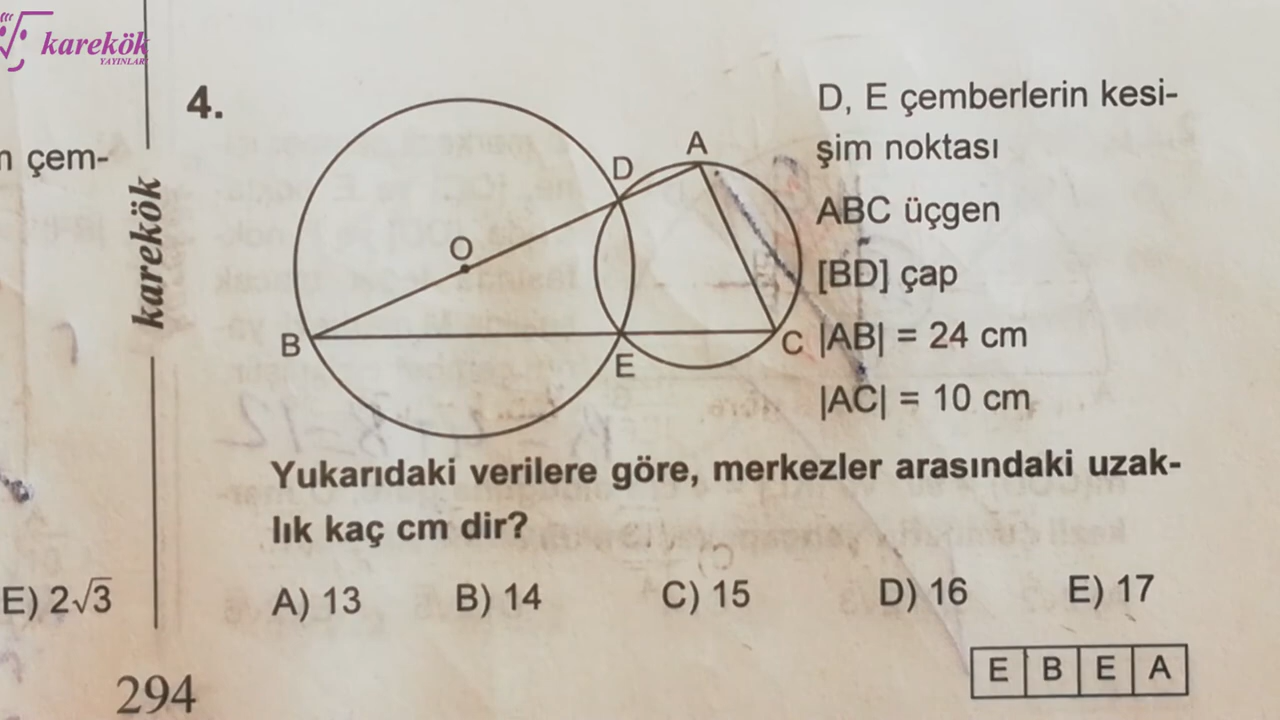 karekök
YAYINLARI
m çem-
karekök
E) 2√3
294
4.
D
A
O
B
E
C
D, E çemberlerin kesi-
şim noktası
ABC üçgen
[BD] çap
|AB| = 24 cm
|AC| = 10 cm
Yukarıdaki verilere göre, merkezler arasındaki uzak-
lık kaç cm dir?
A) 13 B) 14 C) 15 D) 16 E) 17
E B E A